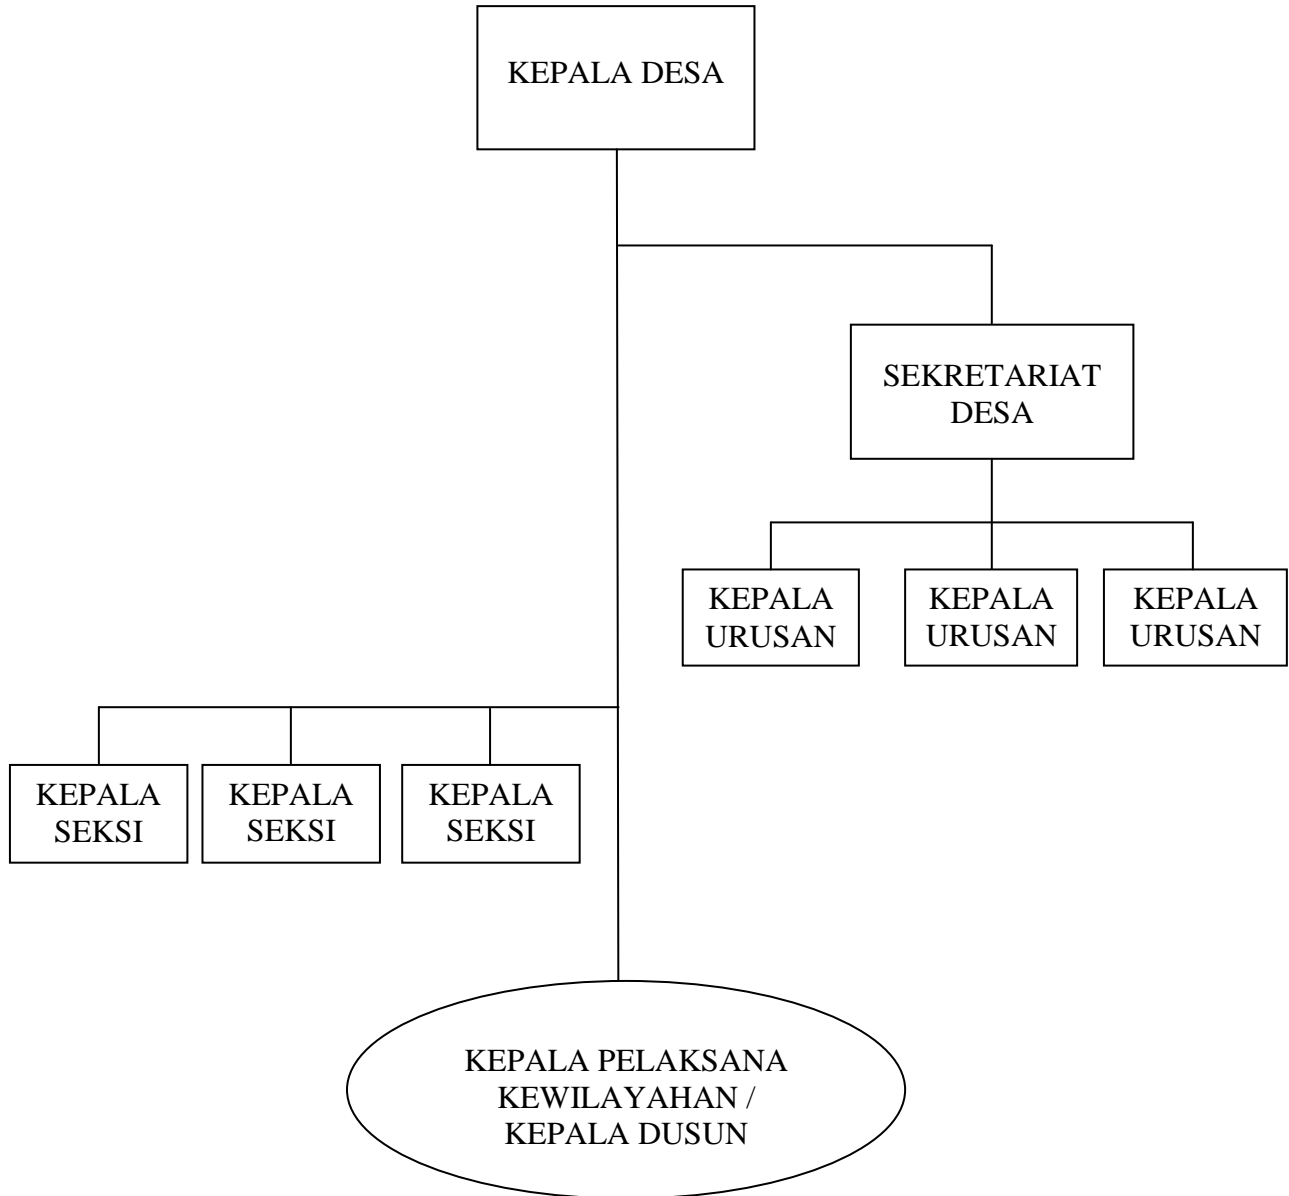 KEPALA DESA
SEKRETARIAT
DESA
KEPALA
URUSAN
KEPALA
URUSAN
KEPALA
URUSAN
KEPALA
SEKSI
KEPALA
SEKSI
KEPALA
SEKSI
KEPALA PELAKSANA
KEWILAYAHAN /
KEPALA DUSUN